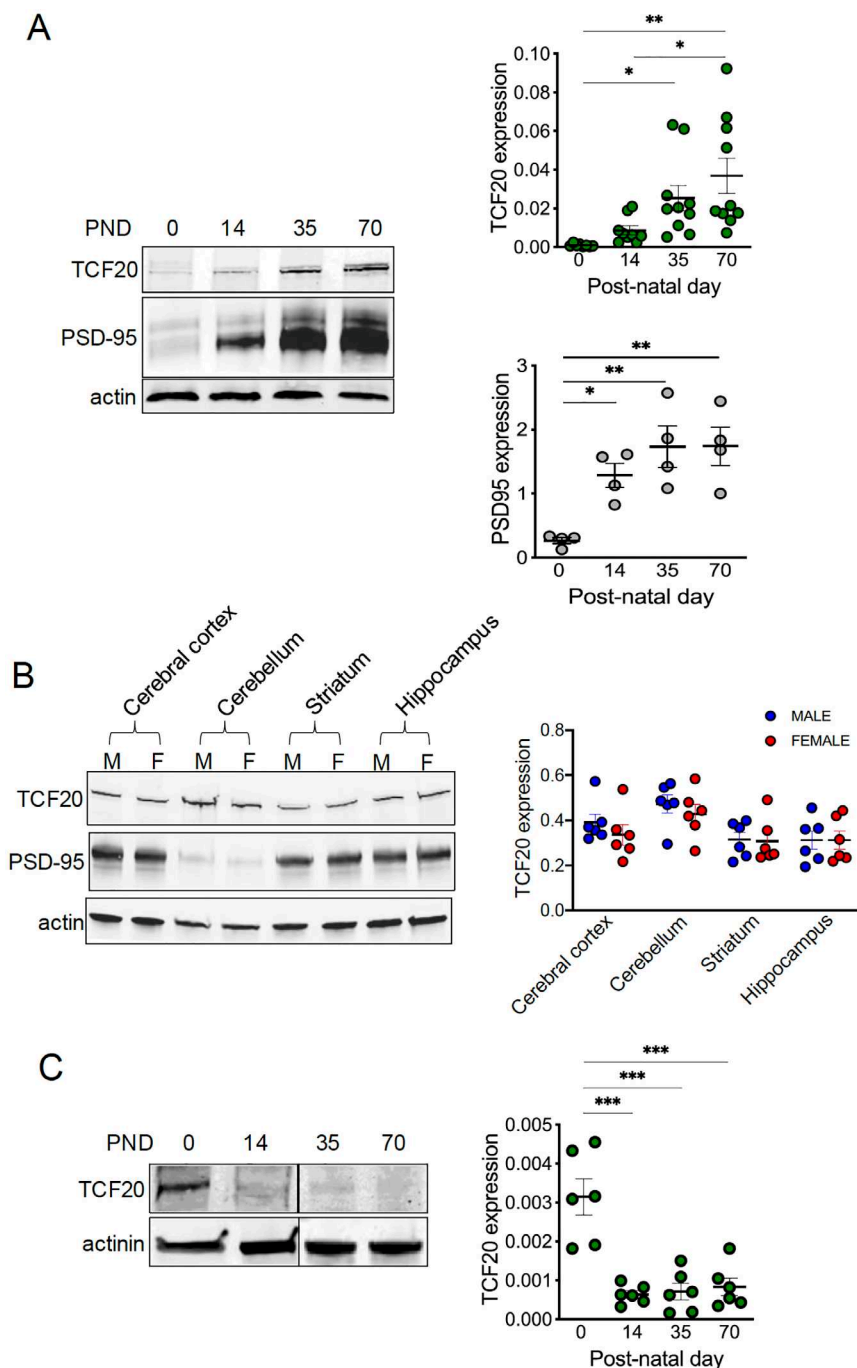 A
PND 0 14 35 70
TCF20
PSD-95
actin
** 
* *
TCF20 expression
0.10
0.08
0.06
0.04
0.02
0.00
0 14 35 70
Post-natal day
**
**
*
PSD95 expression
3
2
1
0
0 14 35 70
Post-natal day
B
Cerebral cortex Cerebellum Striatum Hippocampus
M F M F M F M F
TCF20
PSD-95
actin
MALE
FEMALE
TCF20 expression
0.8
0.6
0.4
0.2
0.0
Cerebral cortex Cerebellum Striatum Hippocampus
C
PND 0 14 35 70
TCF20
actinin
***
***
***
TCF20 expression
0.005
0.004
0.003
0.002
0.001
0.000
0 14 35 70
Post-natal day